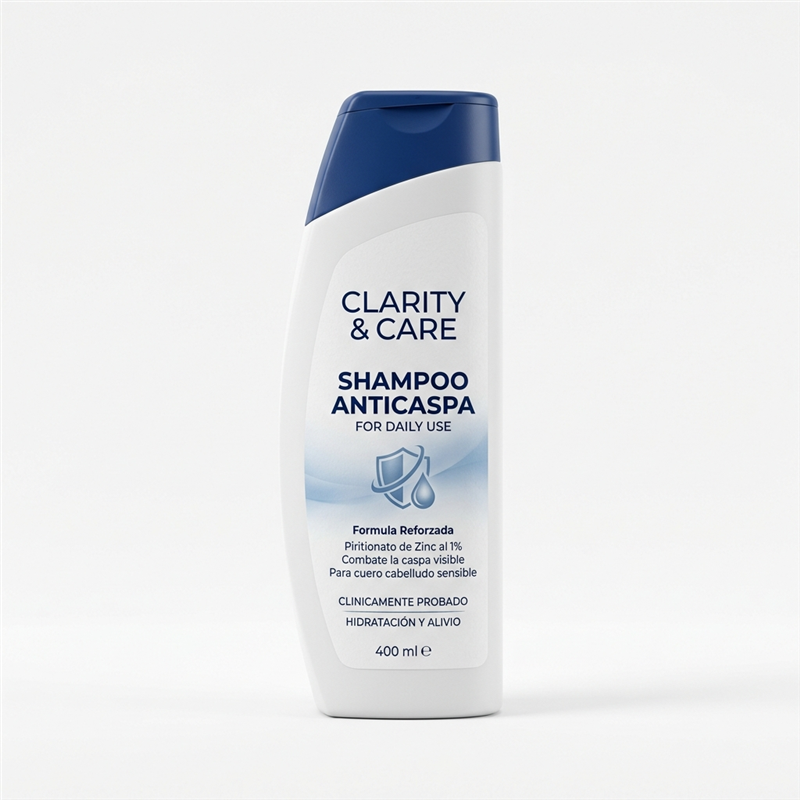 CLARITY
& CARE
SHAMPOO
ANTICASPA
FOR DAILY USE
Formula Reforzada
Piritionato de Zinc al 1%
Combate la caspa visible
Para cuero cabelludo sensible
CLINICAMENTE PROBADO
HIDRATACIÓN Y ALIVIO
400 ml ℮